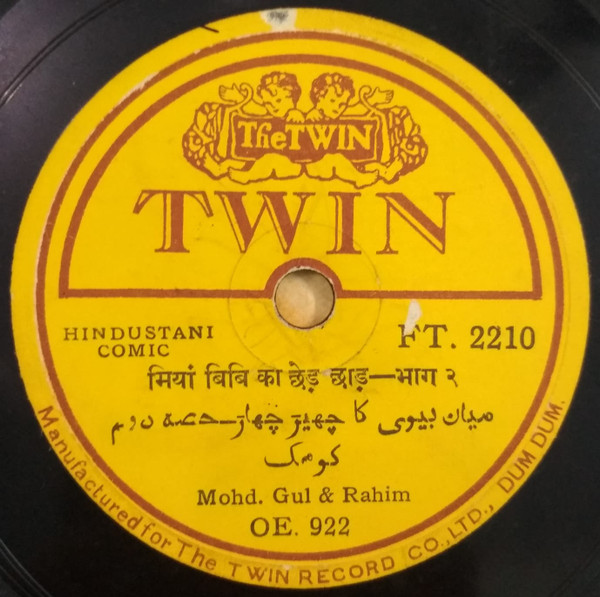 The TWIN
TWIN
HINDUSTANI
COMIC
FT. 2210
मियां बिबि का छेड़ छाड़—भाग २
میان بیوی کا چھیڑ چھاڑ-حصہ دوم
کومک
Mohd. Gul & Rahim
OE. 922
Manufactured for The TWIN RECORD CO., LTD., DUM DUM.